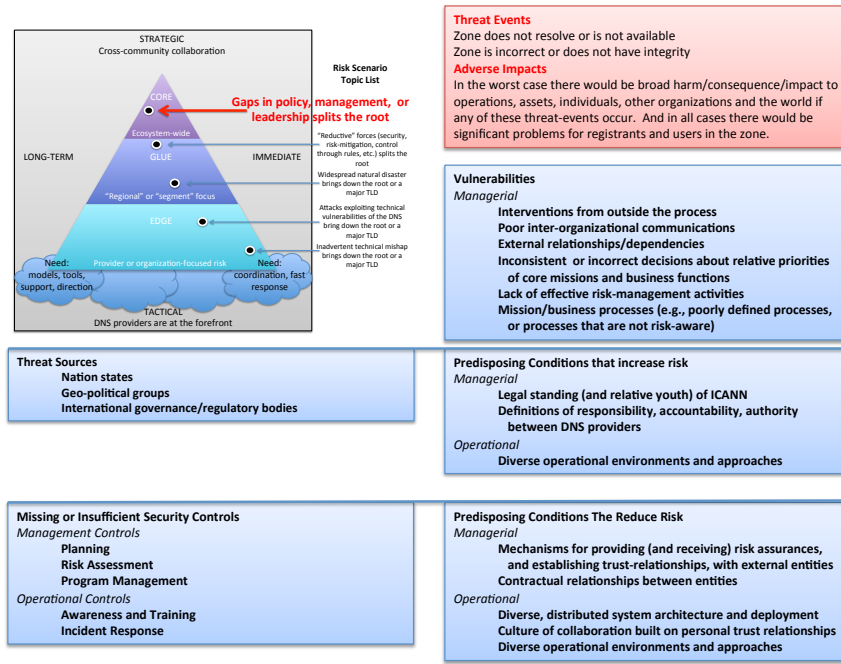 STRATEGIC
Cross-community collaboration
Risk Scenario
Topic List
CORE
Gaps in policy, management, or
leadership splits the root
Ecosystem-wide
"Reductive" forces (security,
risk-mitigation, control
through rules, etc.) splits the
root
LONG-TERM
GLUE
IMMEDIATE
Widespread natural disaster
brings down the root or a
major TLD
"Regional" or "segment" focus
Attacks exploiting technical
vulnerabilities of the DNS
bring down the root or a
major TLD
EDGE
Inadvertent technical mishap
brings down the root or a
major TLD
Need:
models, tools,
support, direction
Provider or organization-focused risk
Need:
coordination, fast
response
TACTICAL
DNS providers are at the forefront
Threat Events
Zone does not resolve or is not available
Zone is incorrect or does not have integrity
Adverse Impacts
In the worst case there would be broad harm/consequence/impact to
operations, assets, individuals, other organizations and the world if
any of these threat-events occur. And in all cases there would be
significant problems for registrants and users in the zone.
Vulnerabilities
Managerial
Interventions from outside the process
Poor inter-organizational communications
External relationships/dependencies
Inconsistent or incorrect decisions about relative priorities
of core missions and business functions
Lack of effective risk-management activities
Mission/business processes (e.g., poorly defined processes,
or processes that are not risk-aware)
Threat Sources
Nation states
Geo-political groups
International governance/regulatory bodies
Predisposing Conditions that increase risk
Managerial
Legal standing (and relative youth) of ICANN
Definitions of responsibility, accountability, authority
between DNS providers
Operational
Diverse operational environments and approaches
Missing or Insufficient Security Controls
Management Controls
Planning
Risk Assessment
Program Management
Operational Controls
Awareness and Training
Incident Response
Predisposing Conditions The Reduce Risk
Managerial
Mechanisms for providing (and receiving) risk assurances,
and establishing trust-relationships, with external entities
Contractual relationships between entities
Operational
Diverse, distributed system architecture and deployment
Culture of collaboration built on personal trust relationships
Diverse operational environments and approaches